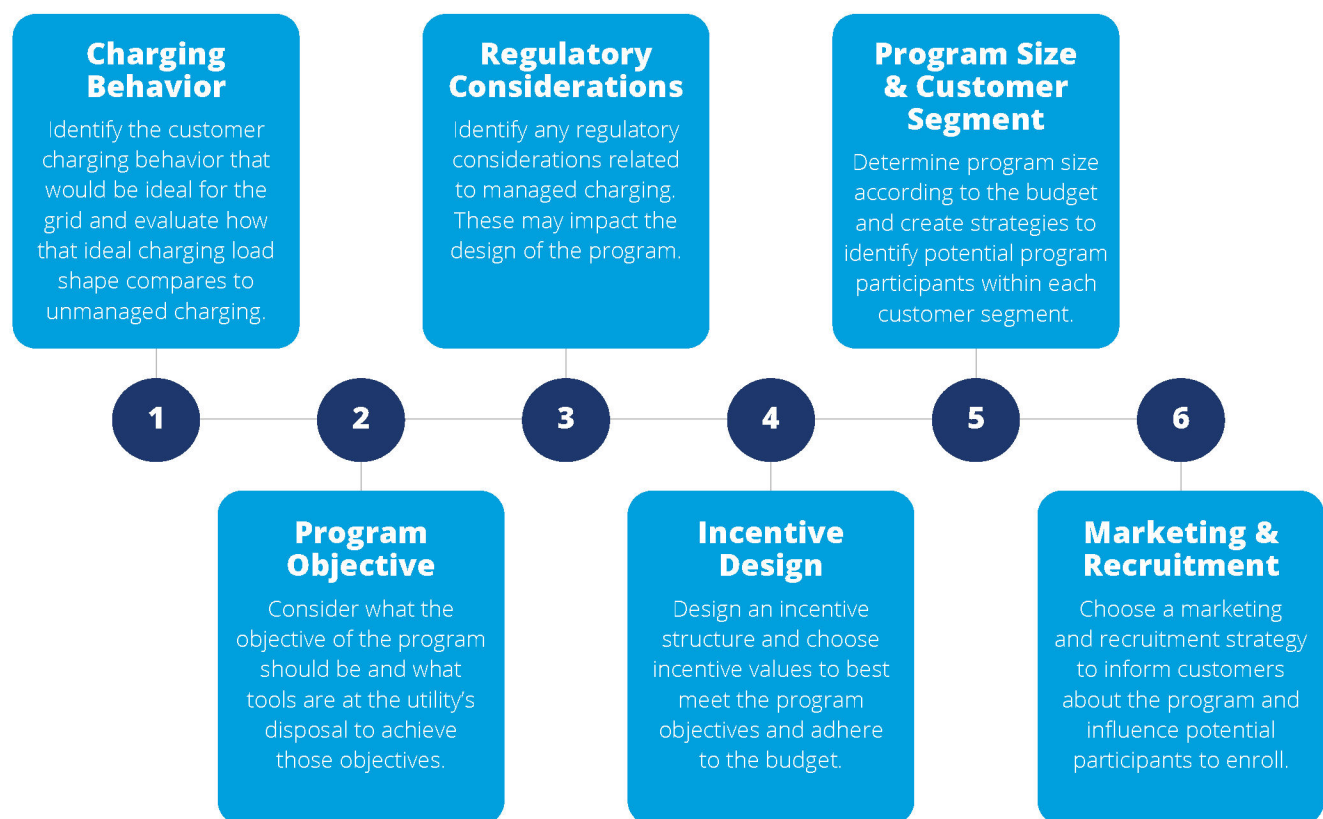 Charging
Behavior
Identify the customer
charging behavior that
would be ideal for the
grid and evaluate how
that ideal charging load
shape compares to
unmanaged charging.
1
Program
Objective
Consider what the
objective of the program
should be and what
tools are at the utility’s
disposal to achieve
those objectives.
2
Regulatory
Considerations
Identify any regulatory
considerations related
to managed charging.
These may impact the
design of the program.
3
Incentive
Design
Design an incentive
structure and choose
incentive values to best
meet the program
objectives and adhere
to the budget.
4
Program Size
& Customer
Segment
Determine program size
according to the budget
and create strategies to
identify potential program
participants within each
customer segment.
5
Marketing &
Recruitment
Choose a marketing
and recruitment strategy
to inform customers
about the program and
influence potential
participants to enroll.
6